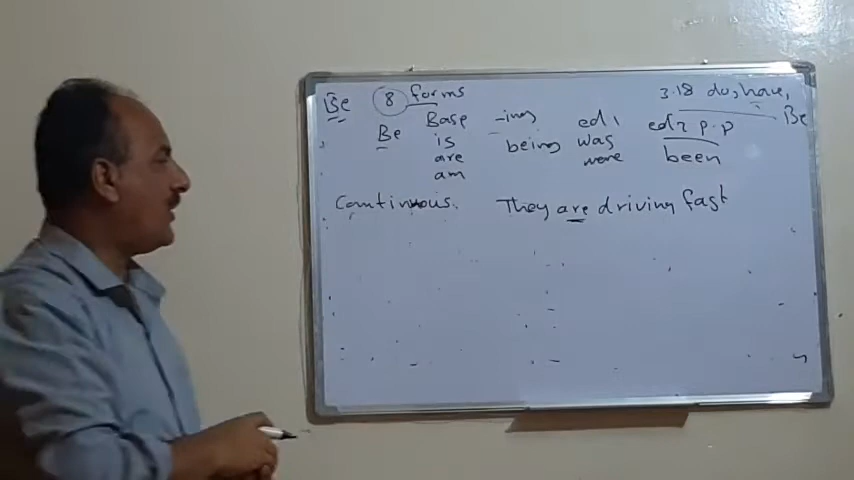 Be 8 forms 3.18 do, have, Be
Be Base -ing ed1 ed2 p.p
is being was been
are were
am
Continuous. They are driving fast